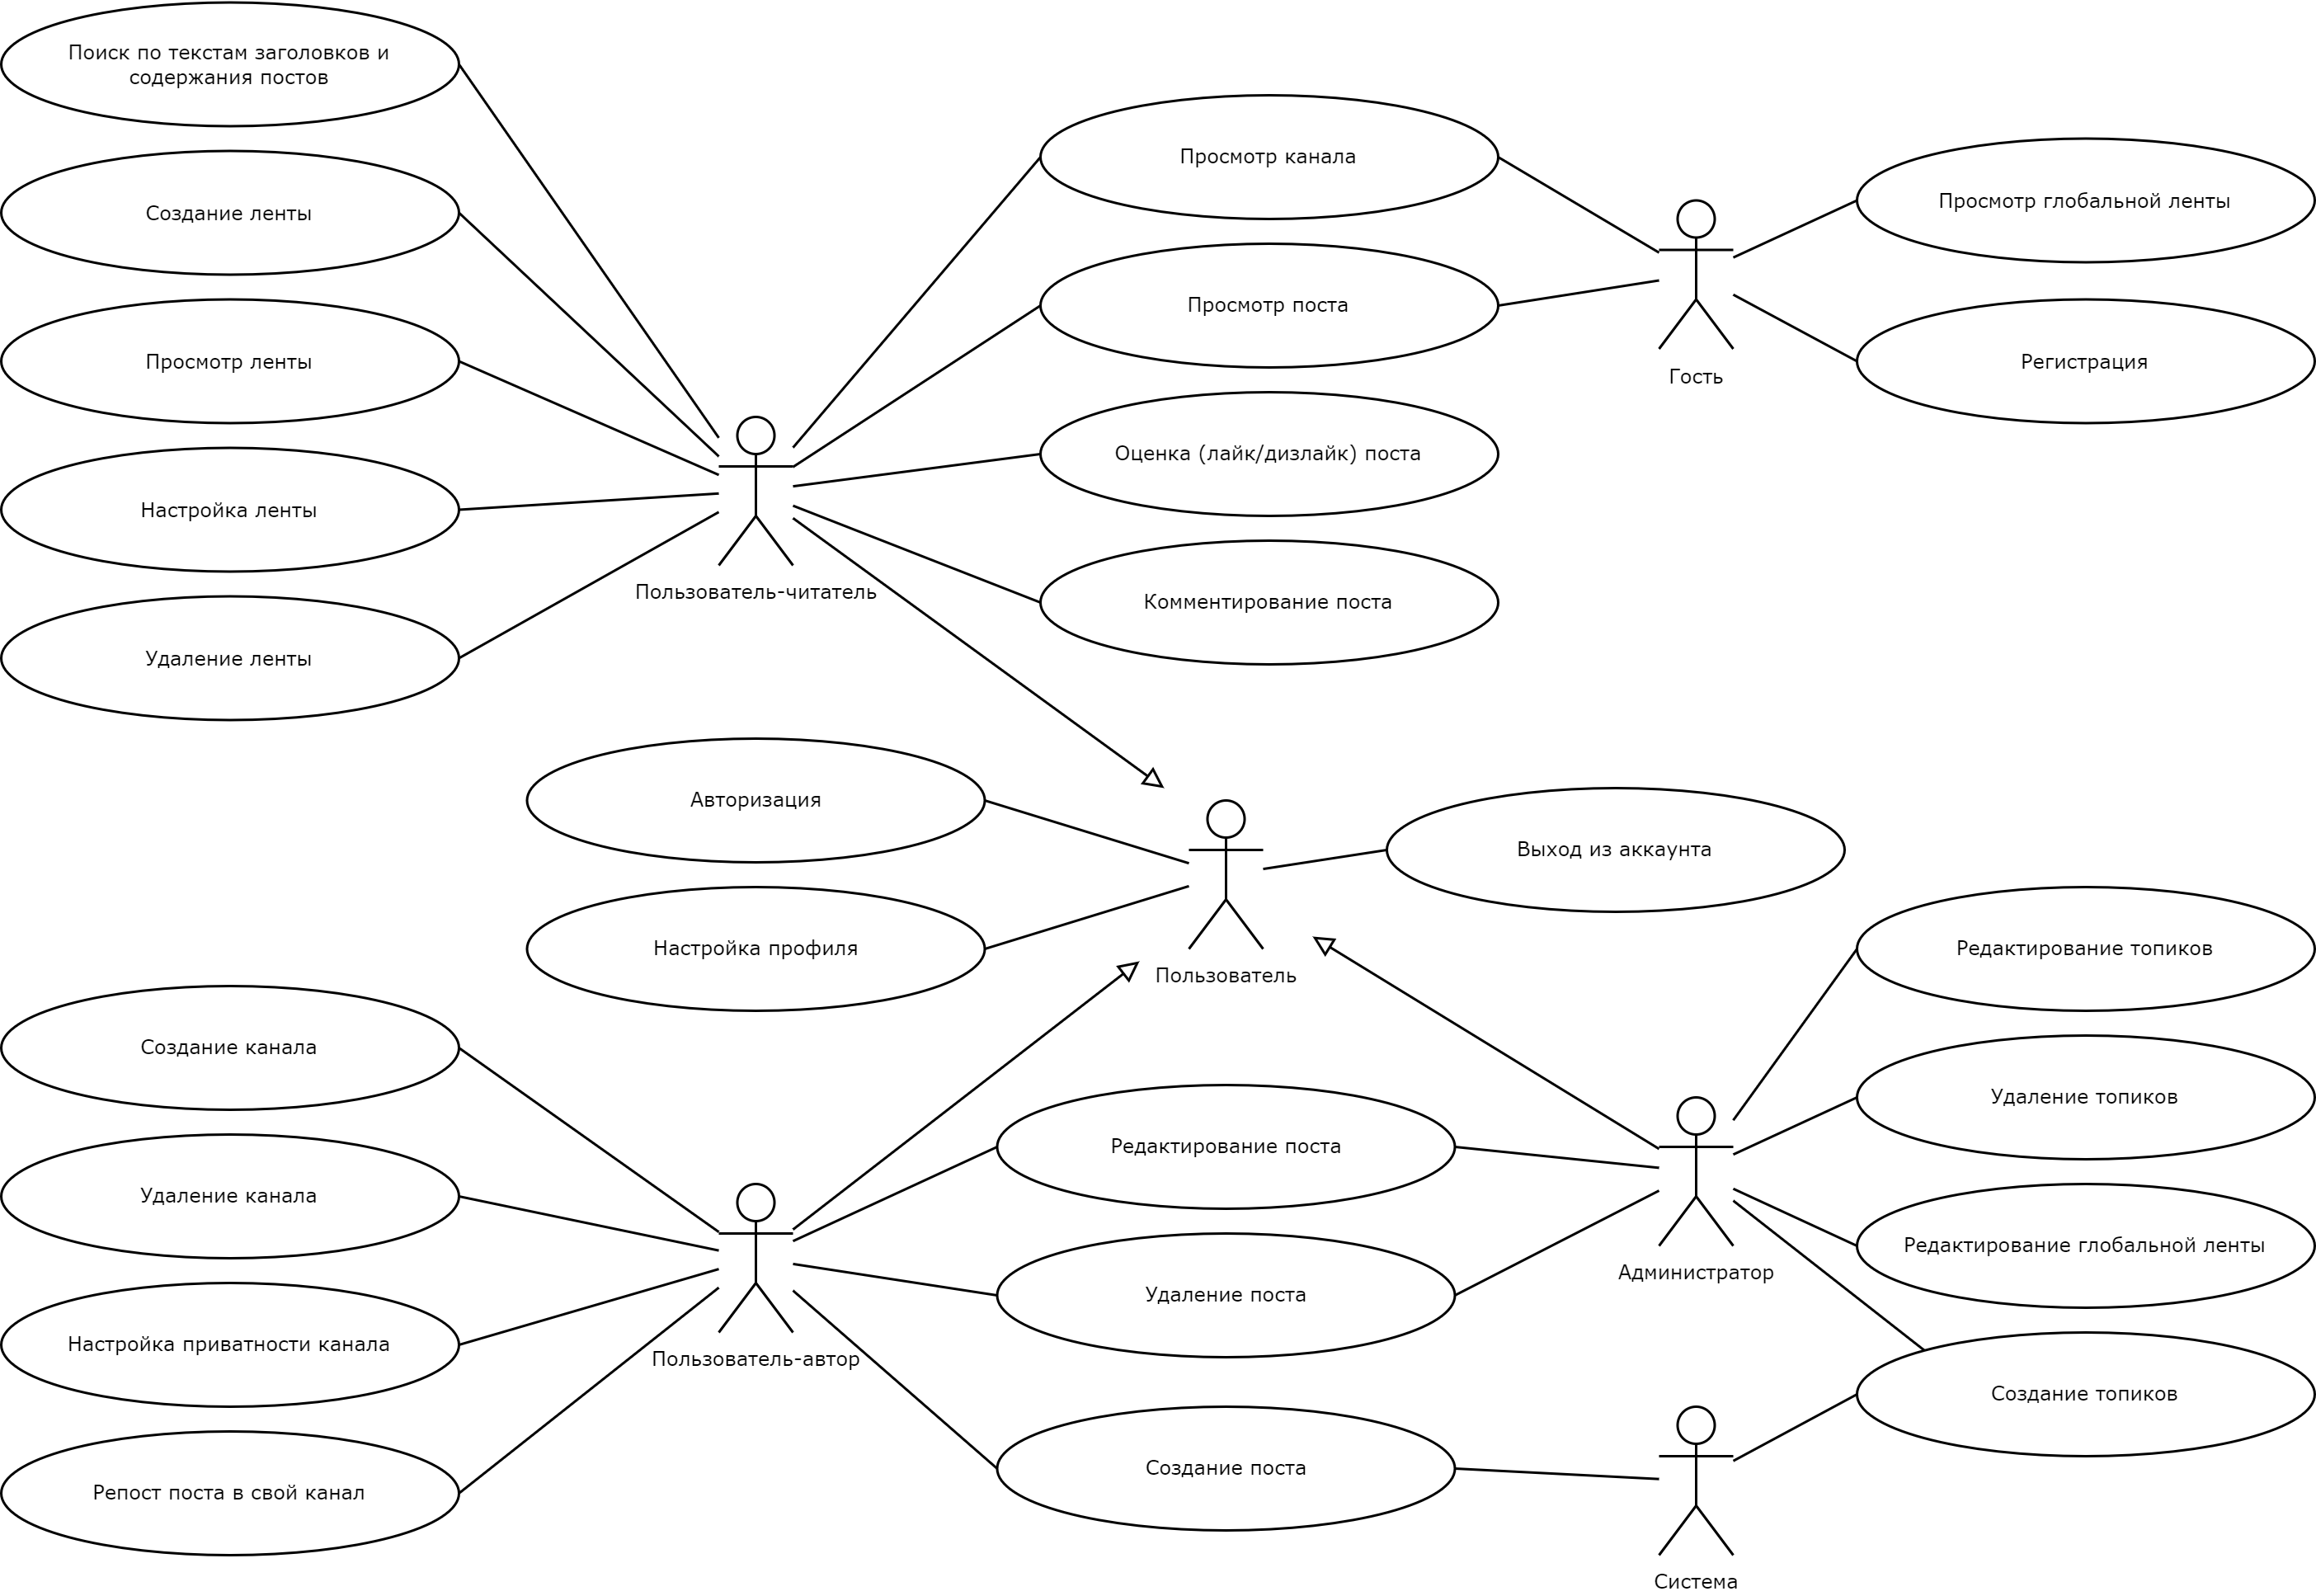 Поиск по текстам заголовков и
содержания постов
Создание ленты
Просмотр ленты
Настройка ленты
Удаление ленты
Пользователь-читатель
Просмотр канала
Просмотр поста
Оценка (лайк/дизлайк) поста
Комментирование поста
Гость
Просмотр глобальной ленты
Регистрация
Авторизация
Настройка профиля
Пользователь
Выход из аккаунта
Создание канала
Удаление канала
Настройка приватности канала
Репост поста в свой канал
Пользователь-автор
Редактирование поста
Удаление поста
Создание поста
Администратор
Редактирование топиков
Удаление топиков
Редактирование глобальной ленты
Создание топиков
Система